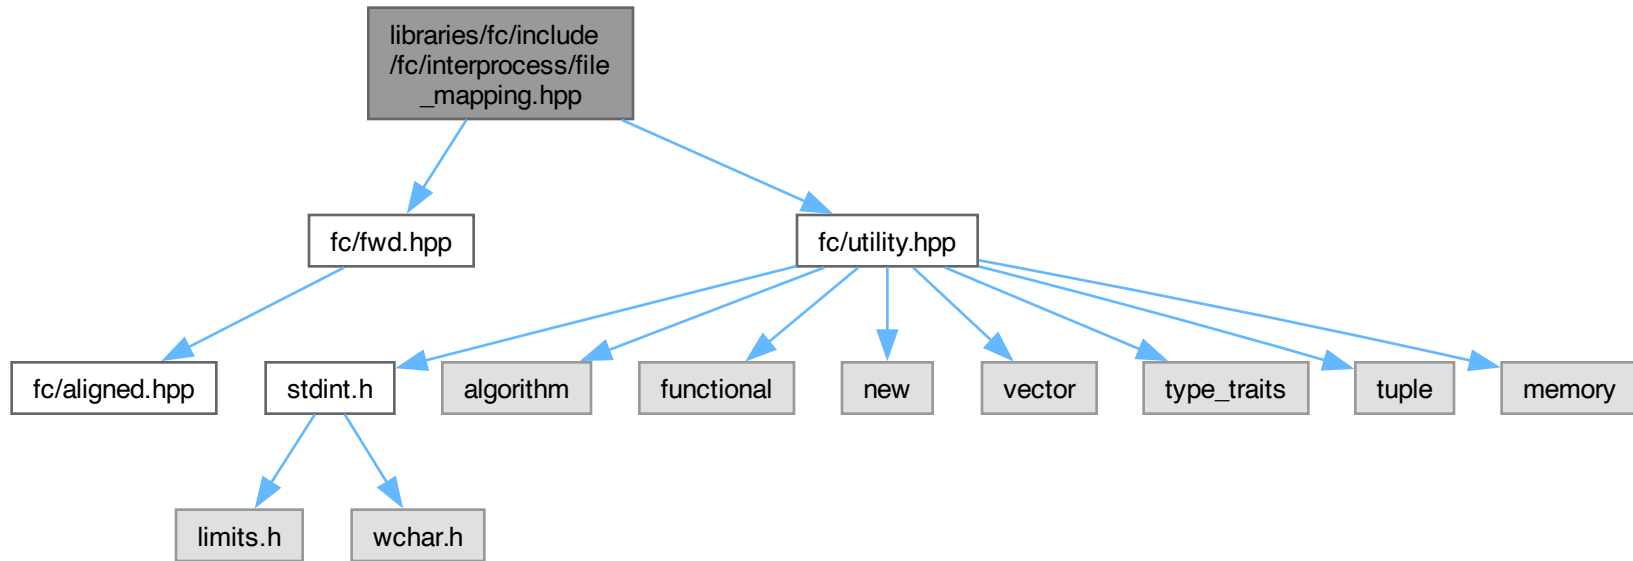 libraries/fc/include
/fc/interprocess/file
_mapping.hpp
fc/fwd.hpp
fc/utility.hpp
fc/aligned.hpp
stdint.h
algorithm
functional
new
vector
type_traits
tuple
memory
limits.h
wchar.h